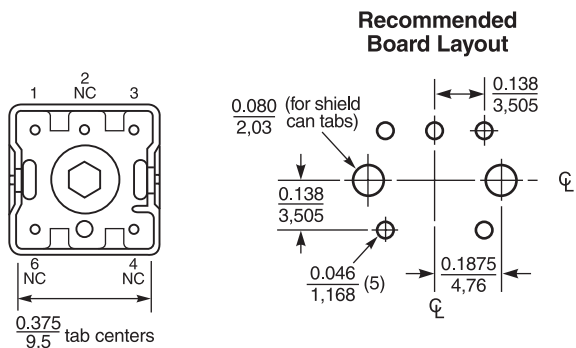 Recommended
Board Layout
1 2 3
NC
0.080 (for shield
2,03 can tabs)
0.138
3,505
0.138
3,505
0.046 (5)
1,168
0.1875
4,76
CL
CL
6 4
NC NC
0.375 tab centers
9.5